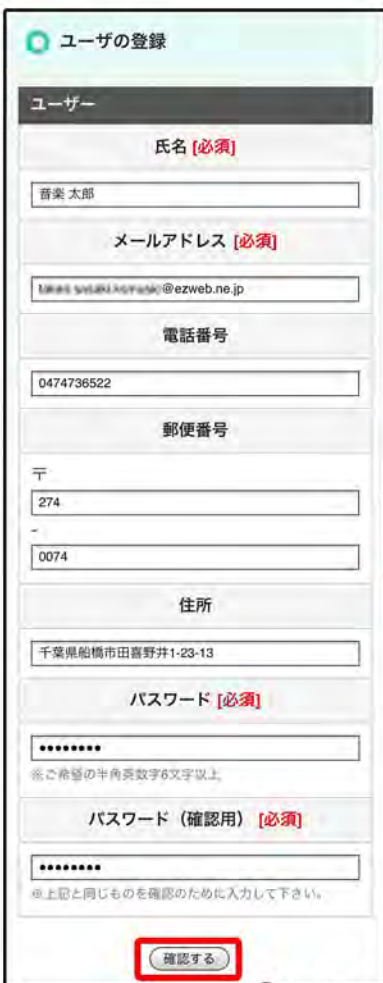 ユーザの登録
ユーザー
氏名 [必須]
音楽 太郎
メールアドレス [必須]
@ezweb.ne.jp
電話番号
0474736522
郵便番号
〒
274
-
0074
住所
千葉県船橋市田喜野井1-23-13
パスワード [必須]
••••••••
※ご希望の半角英数字6文字以上
パスワード（確認用） [必須]
••••••••
※上記と同じものを確認のために入力して下さい。
確認する